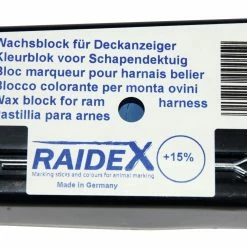 Wachsblock für Deckanzeiger
Kleurblok voor Schapendektuig
Bloc marqueur pour harnais belier
Blocco colorante per monta ovini
Wax block for ram harness
Pastillia para arnes
RAIDEX
+15%
Marking sticks and colours for animal marking
Made in Germany